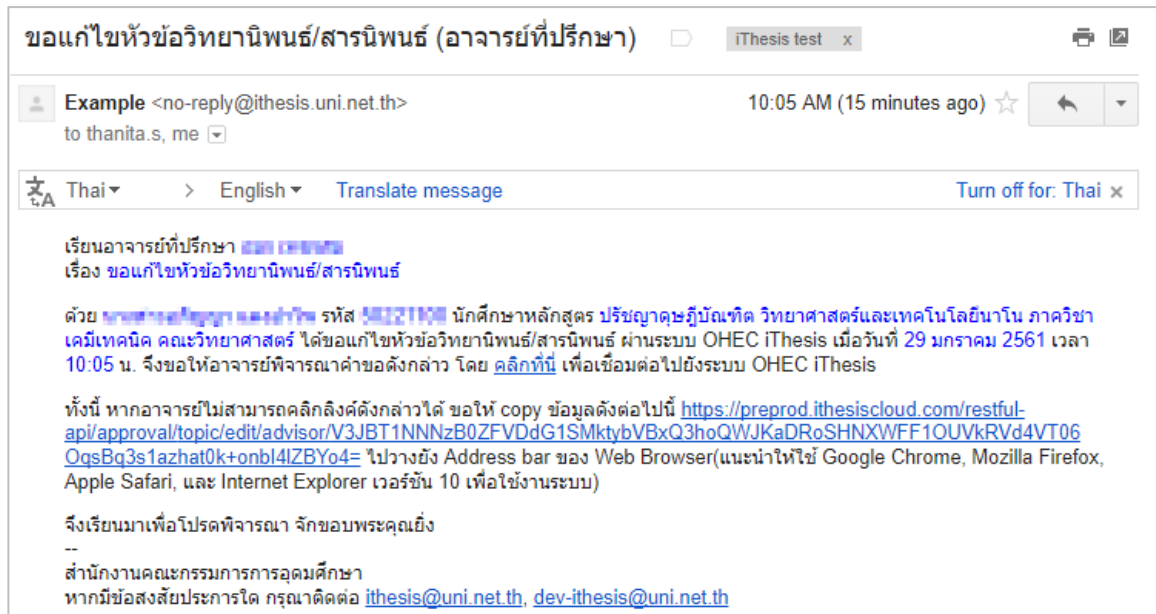 ขอแก้ไขหัวข้อวิทยานิพนธ์/สารนิพนธ์ (อาจารย์ที่ปรึกษา) iThesis test x
Example <no-reply@ithesis.uni.net.th> 10:05 AM (15 minutes ago)
to thanita.s, me
Thai > English Translate message Turn off for: Thai x
เรียนอาจารย์ที่ปรึกษา
เรื่อง ขอแก้ไขหัวข้อวิทยานิพนธ์/สารนิพนธ์
ด้วย รหัส นักศึกษาหลักสูตร ปรัชญาดุษฎีบัณฑิต วิทยาศาสตร์และเทคโนโลยีนาโน ภาควิชา
เคมีเทคนิค คณะวิทยาศาสตร์ ได้ขอแก้ไขหัวข้อวิทยานิพนธ์/สารนิพนธ์ ผ่านระบบ OHEC iThesis เมื่อวันที่ 29 มกราคม 2561 เวลา
10:05 น. จึงขอให้อาจารย์พิจารณาคำขอดังกล่าว โดย คลิกที่นี่ เพื่อเชื่อมต่อไปยังระบบ OHEC iThesis
ทั้งนี้ หากอาจารย์ไม่สามารถคลิกลิงค์ดังกล่าวได้ ขอให้ copy ข้อมูลดังต่อไปนี้ https://preprod.ithesiscloud.com/restful-
api/approval/topic/edit/advisor/V3JBT1NNNzB0ZFVDdG1SMktybVBxQ3hoQWJKaDRoSHNXWFF1OUVkRVd4VT06
OqsBq3s1azhat0k+onbI4lZBYo4= ไปวางยัง Address bar ของ Web Browser(แนะนำให้ใช้ Google Chrome, Mozilla Firefox,
Apple Safari, และ Internet Explorer เวอร์ชัน 10 เพื่อใช้งานระบบ)
จึงเรียนมาเพื่อโปรดพิจารณา จักขอบพระคุณยิ่ง
--
สำนักงานคณะกรรมการการอุดมศึกษา
หากมีข้อสงสัยประการใด กรุณาติดต่อ ithesis@uni.net.th, dev-ithesis@uni.net.th